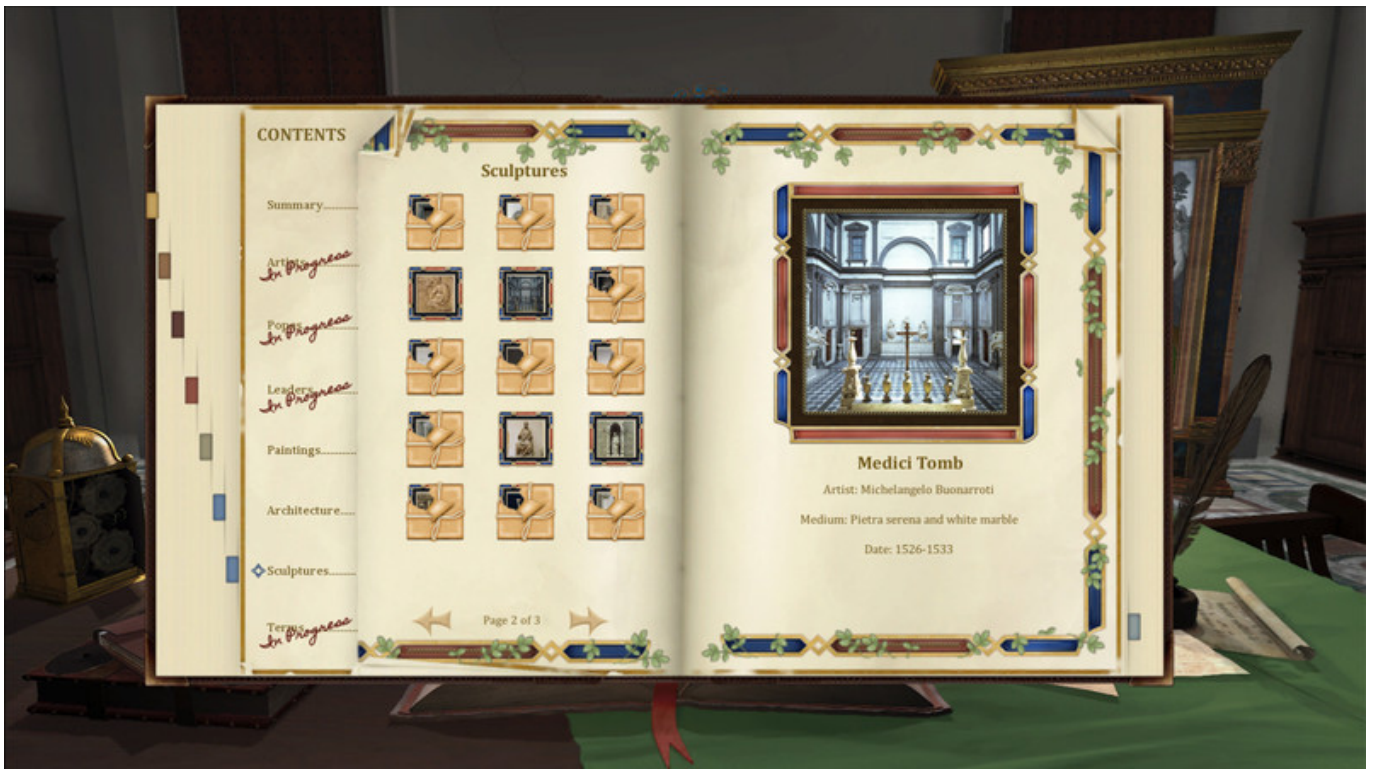 CONTENTS
Summary
Artists
In Progress
Popes
In Progress
Leaders
In Progress
Paintings
Architecture
Sculptures
Terms
In Progress
Sculptures
Page 2 of 3
Medici Tomb
Artist: Michelangelo Buonarroti
Medium: Pietra serena and white marble
Date: 1526-1533